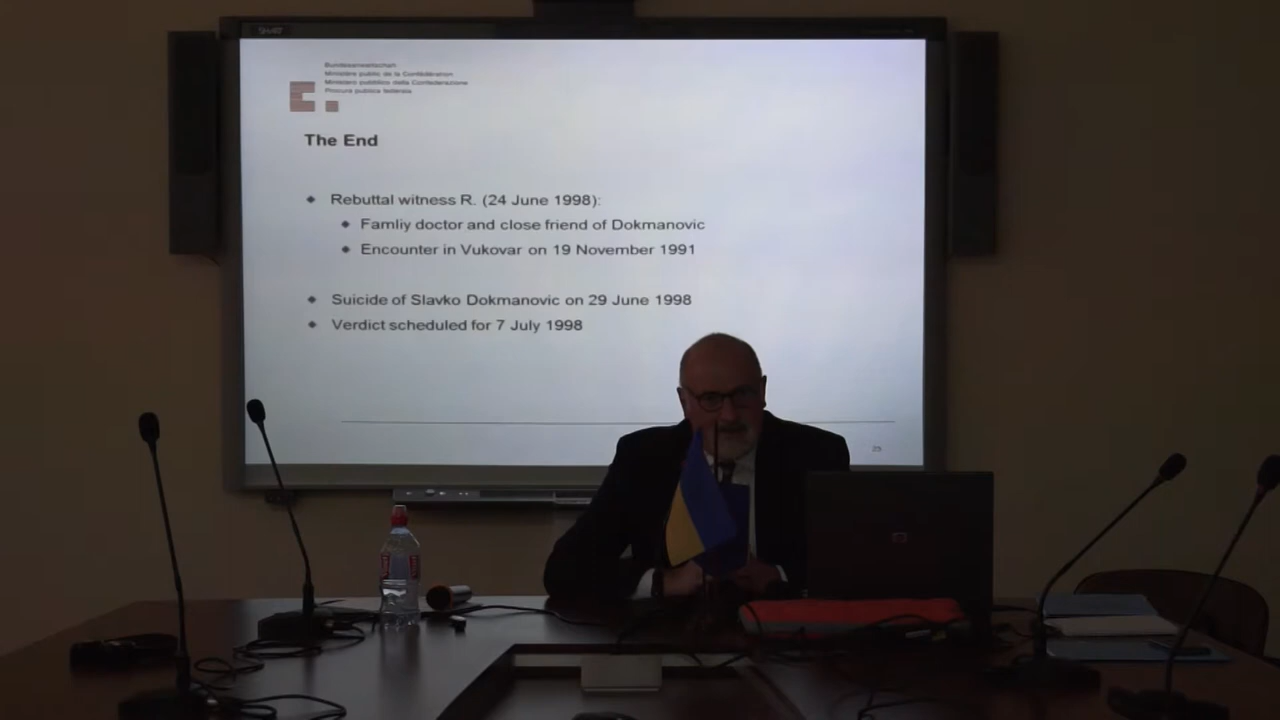 Bundesanwaltschaft
Ministère public de la Confédération
Ministero pubblico della Confederazione
Procura publica federala
The End
Rebuttal witness R. (24 June 1998):
Famliy doctor and close friend of Dokmanovic
Encounter in Vukovar on 19 November 1991
Suicide of Slavko Dokmanovic on 29 June 1998
Verdict scheduled for 7 July 1998
25